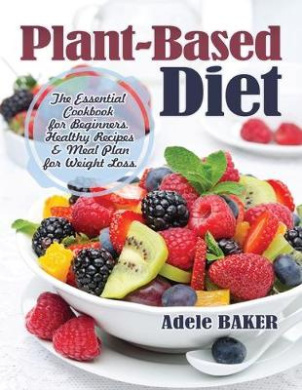 Plant-Based
Diet
The Essential
Cookbook
for Beginners.
Healthy Recipes
& Meal Plan
for Weight Loss.
Adele BAKER